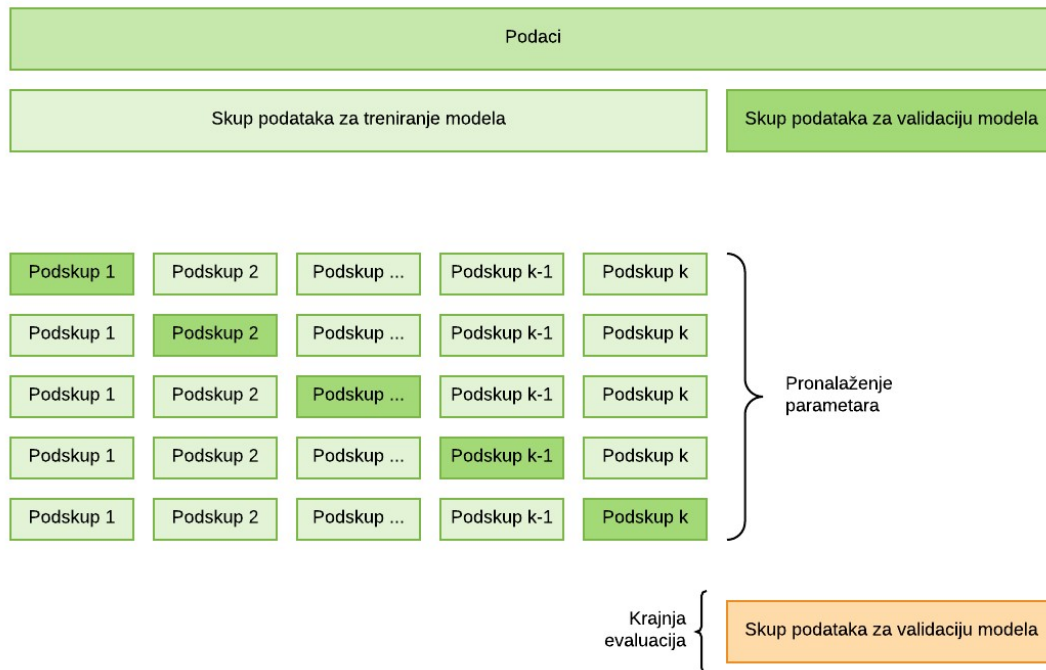 Podaci
Skup podataka za treniranje modela
Skup podataka za validaciju modela
Podskup 1
Podskup 2
Podskup ...
Podskup k-1
Podskup k
Podskup 1
Podskup 2
Podskup ...
Podskup k-1
Podskup k
Podskup 1
Podskup 2
Podskup ...
Podskup k-1
Podskup k
Podskup 1
Podskup 2
Podskup ...
Podskup k-1
Podskup k
Podskup 1
Podskup 2
Podskup ...
Podskup k-1
Podskup k
Pronalaženje
parametara
Krajnja
evaluacija
Skup podataka za validaciju modela